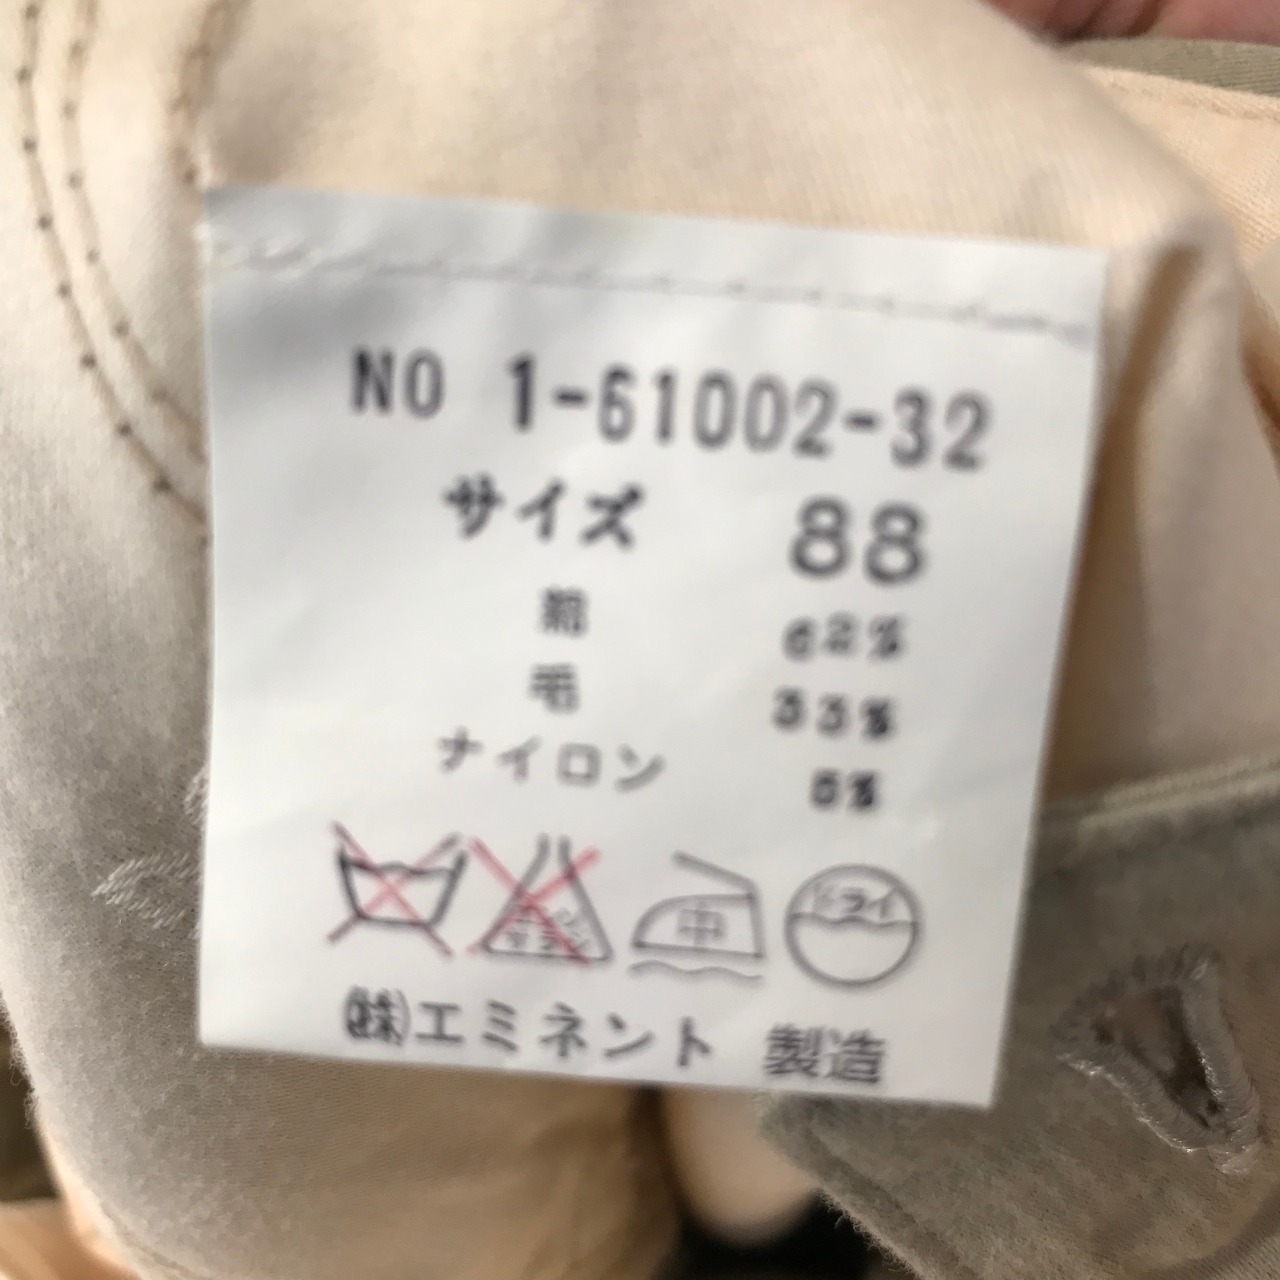 NO 1-61002-32
サイズ 88
綿 62%
毛 33%
ナイロン 5%
中 ドライ
㈱エミネント 製造